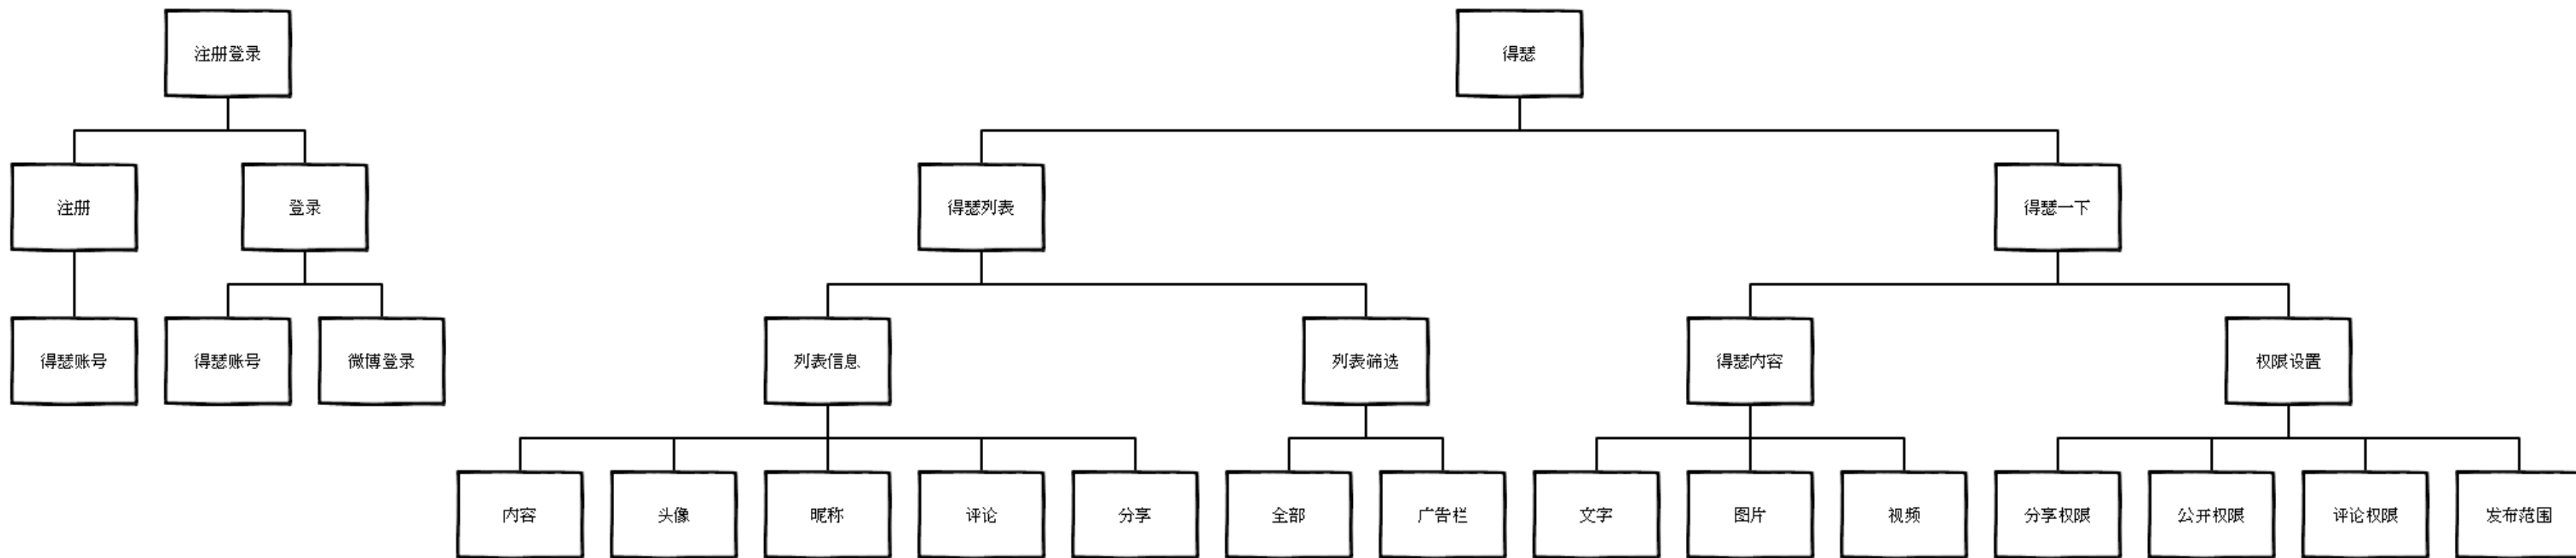 注册登录
得瑟
注册
登录
得瑟列表
得瑟一下
得瑟账号
得瑟账号
微博登录
列表信息
列表筛选
得瑟内容
权限设置
内容
头像
昵称
评论
分享
全部
广告栏
文字
图片
视频
分享权限
公开权限
评论权限
发布范围